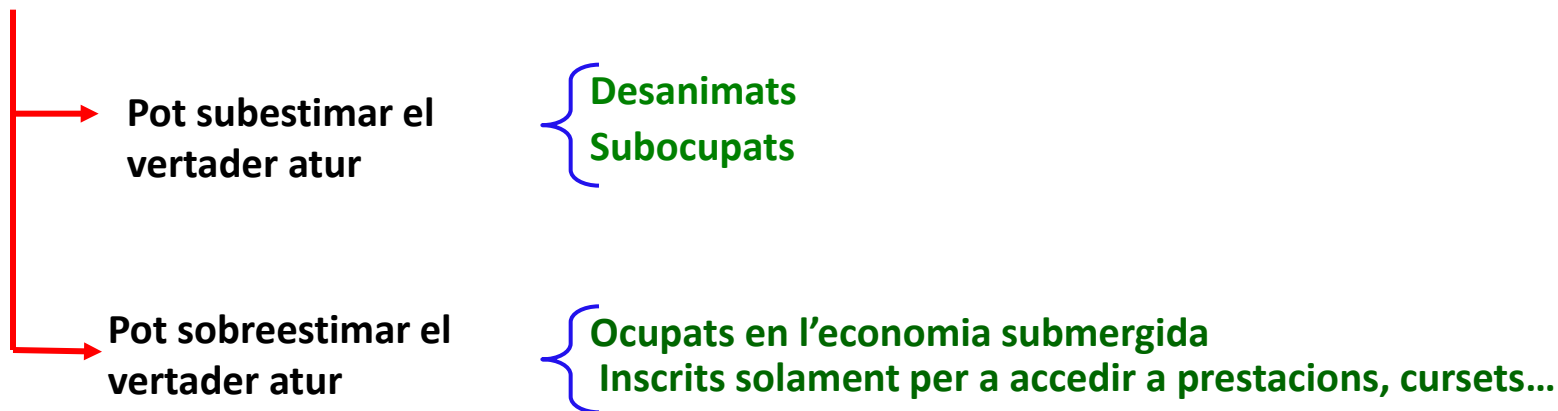 Pot subestimar el
vertader atur
Desanimats
Subocupats
Pot sobreestimar el
vertader atur
Ocupats en l’economia submergida
Inscrits solament per a accedir a prestacions, cursets…